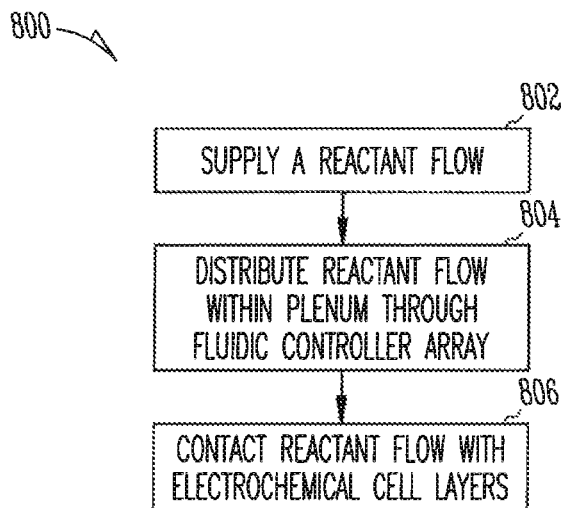 800
802
SUPPLY A REACTANT FLOW
804
DISTRIBUTE REACTANT FLOW
WITHIN PLENUM THROUGH
FLUIDIC CONTROLLER ARRAY
806
CONTACT REACTANT FLOW WITH
ELECTROCHEMICAL CELL LAYERS